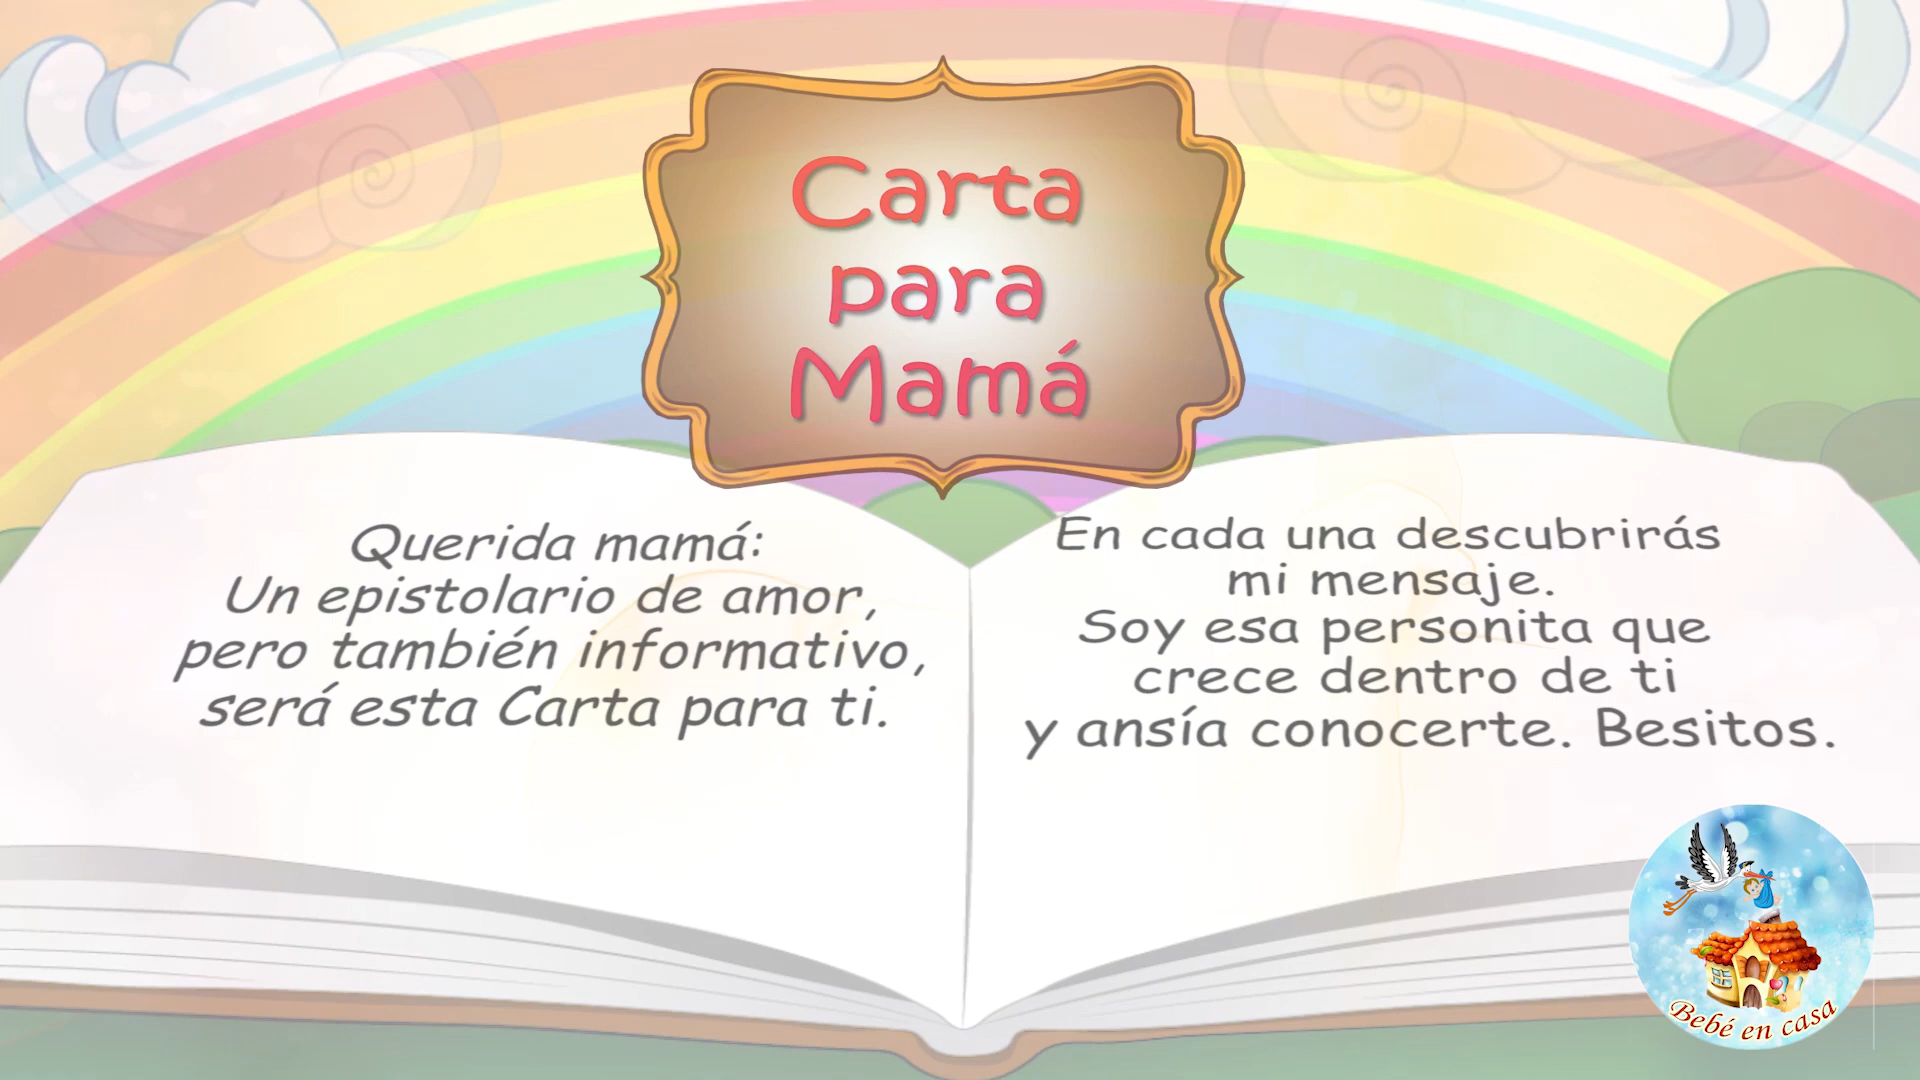 Carta
para
Mamá
Querida mamá:
Un epistolario de amor,
pero también informativo,
será esta Carta para ti.
En cada una descubrirás
mi mensaje.
Soy esa personita que
crece dentro de ti
y ansía conocerte. Besitos.
Bebé en casa